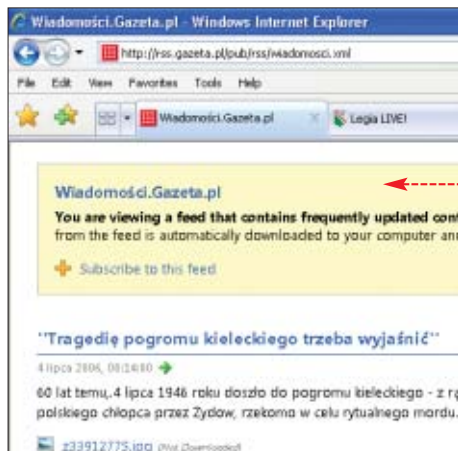 Wiadomości.Gazeta.pl - Windows Internet Explorer
http://rss.gazeta.pl/pub/rss/wiadomosci.xml
File Edit View Favorites Tools Help
Wiadomości.Gazeta.pl Legia LIVE!
Wiadomości.Gazeta.pl
You are viewing a feed that contains frequently updated cont
from the feed is automatically downloaded to your computer and
Subscribe to this feed
"Tragedię pogromu kieleckiego trzeba wyjaśnić"
4 lipca 2006,
60 lat temu, 4 lipca 1946 roku doszło do pogromu kieleckiego - z rą
polskiego chłopca przez Żydow, rzekomo w celu rytualnego mordu.
z33912775.jpg (Not Downloaded)